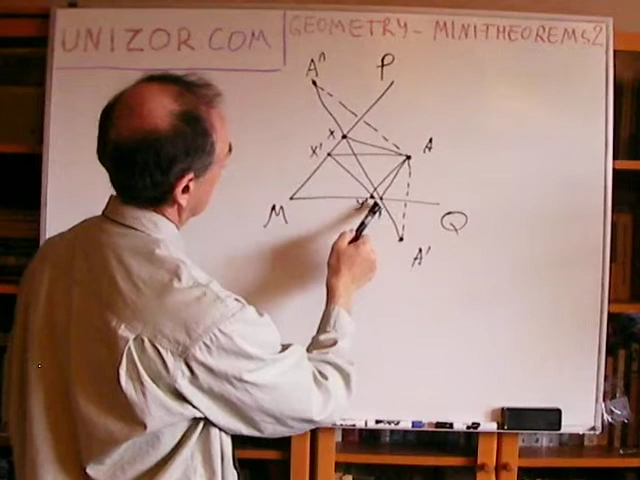 UNIZOR.COM
GEOMETRY - MINITHEOREMS 2
A"
P
X
A
X'
M
Q
A'